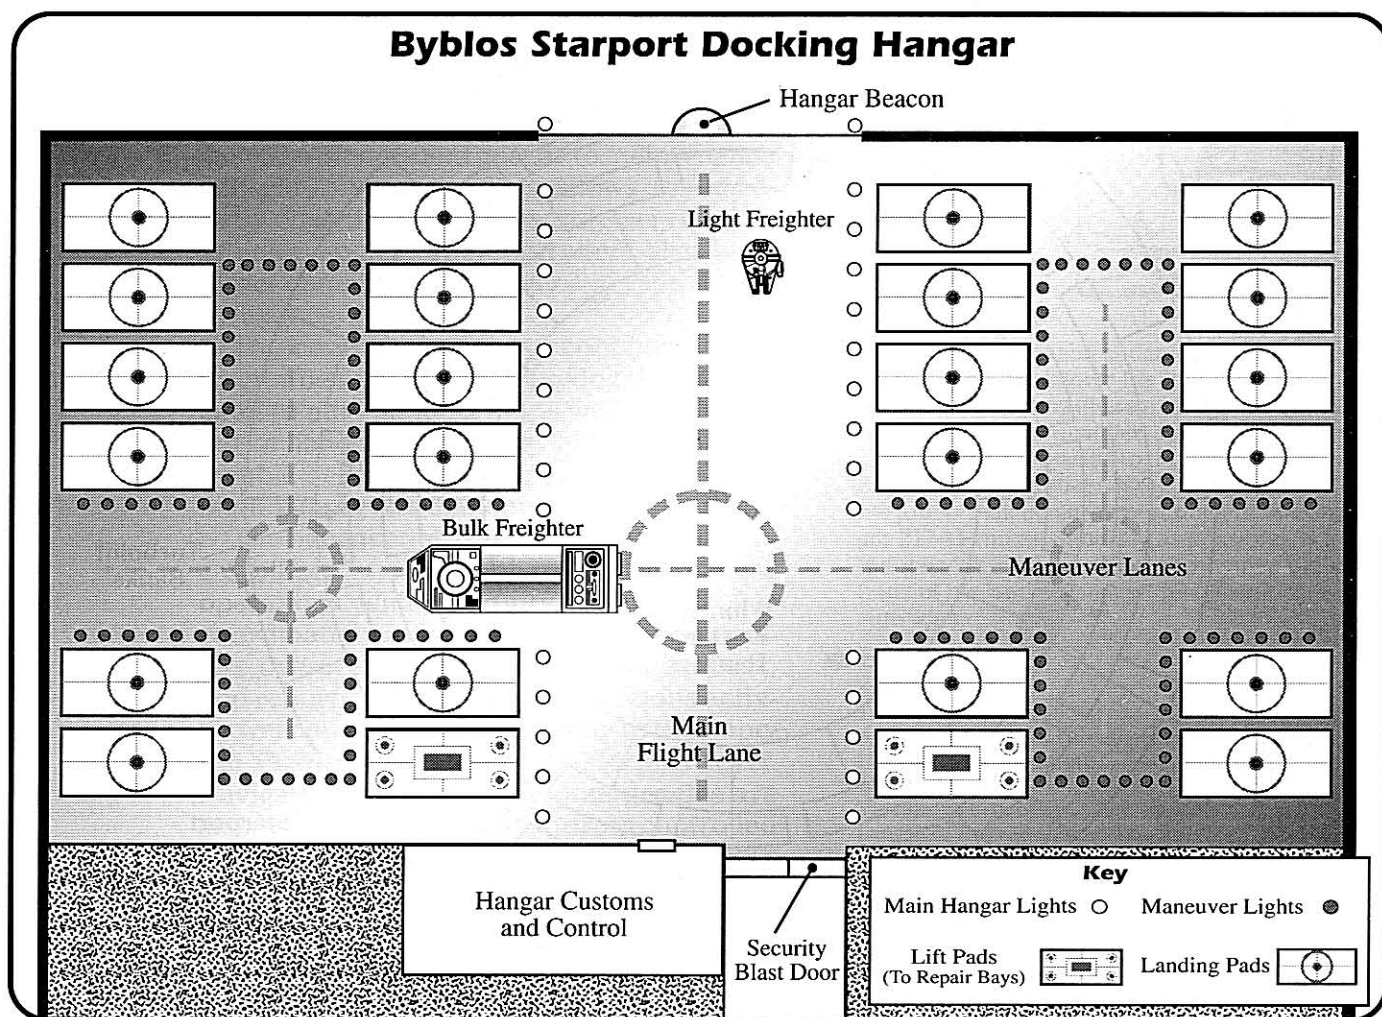 Byblos Starport Docking Hangar
Hangar Beacon
Light Freighter
Bulk Freighter
Maneuver Lanes
Main
Flight Lane
Hangar Customs
and Control
Security
Blast Door
Key
Main Hangar Lights
Maneuver Lights
Lift Pads
(To Repair Bays)
Landing Pads